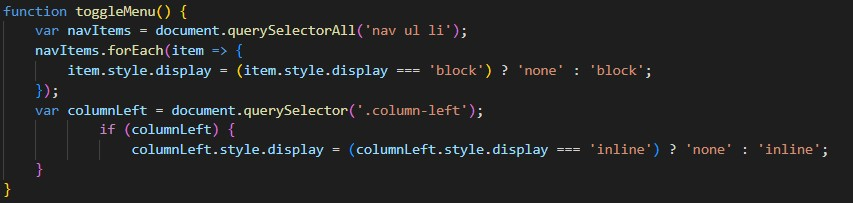 function toggleMenu() {
    var navItems = document.querySelectorAll('nav ul li');
    navItems.forEach(item => {
        item.style.display = (item.style.display === 'block') ? 'none' : 'block';
    });
    var columnLeft = document.querySelector('.column-left');
            if (columnLeft) {
                columnLeft.style.display = (columnLeft.style.display === 'inline') ? 'none' : 'inline';
    }
}